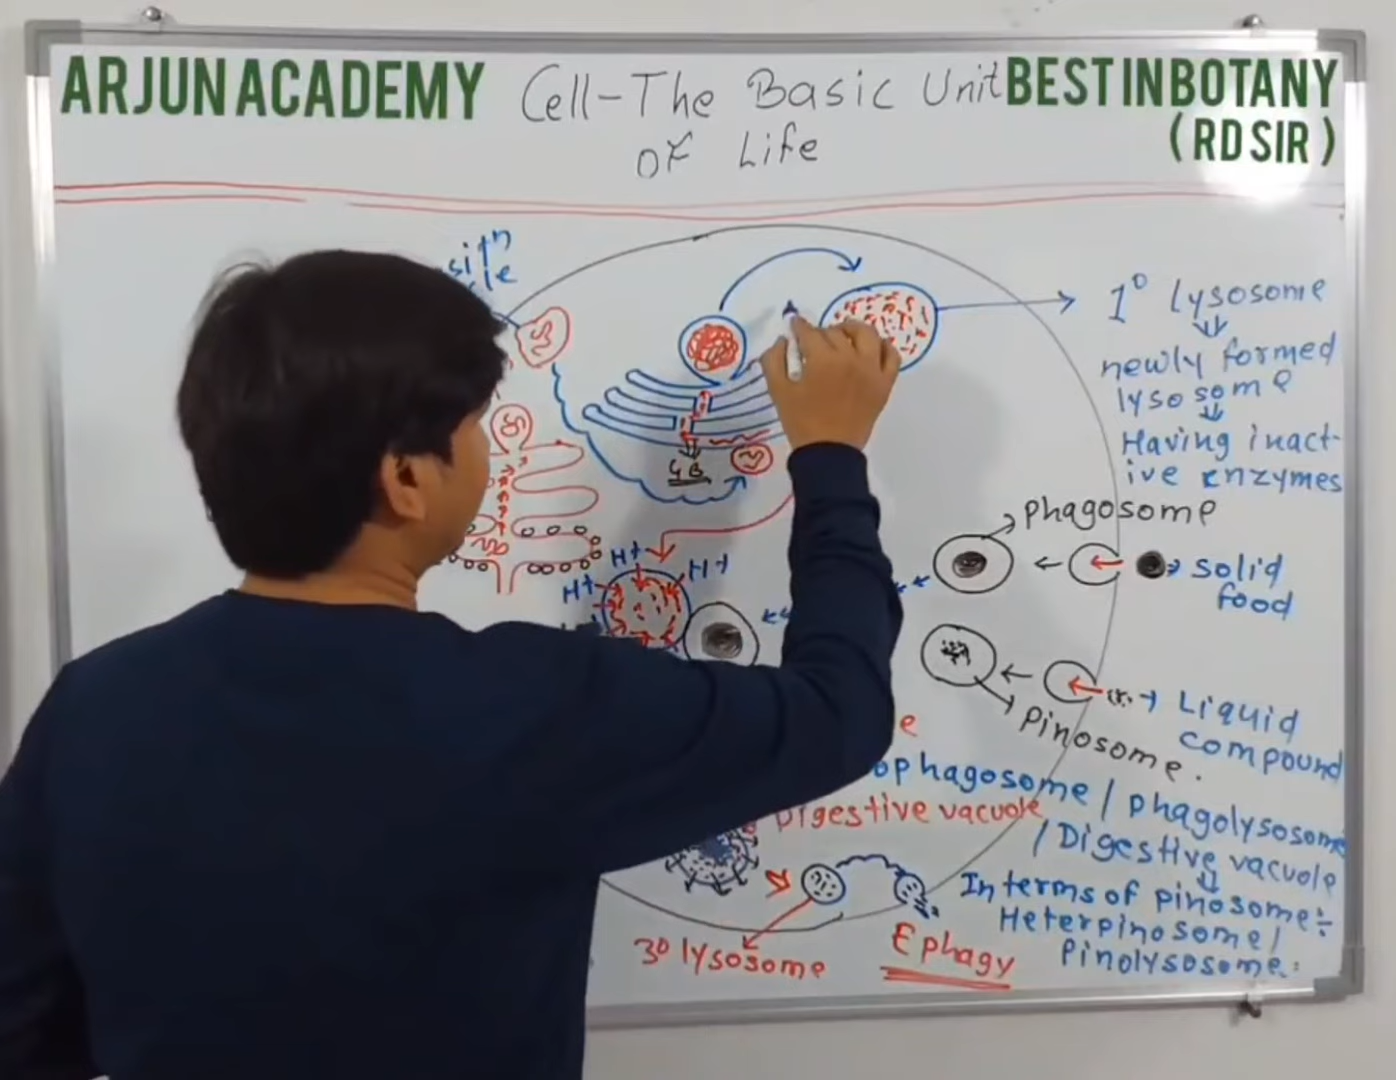 ARJUN ACADEMY
Cell-The Basic Unit
of Life
BEST IN BOTANY
(RD SIR)
1° lysosome
newly formed
lysosome
Having inact-
ive enzymes
phagosome
solid
food
GB
H+
H+
H+
Liquid
compound
pinosome.
ophagosome / phagolysosome
Digestive vacuole
/ Digestive vacuole
In terms of pinosome:-
Heterpinosome /
Pinolysosome.
3° lysosome
Ephagy